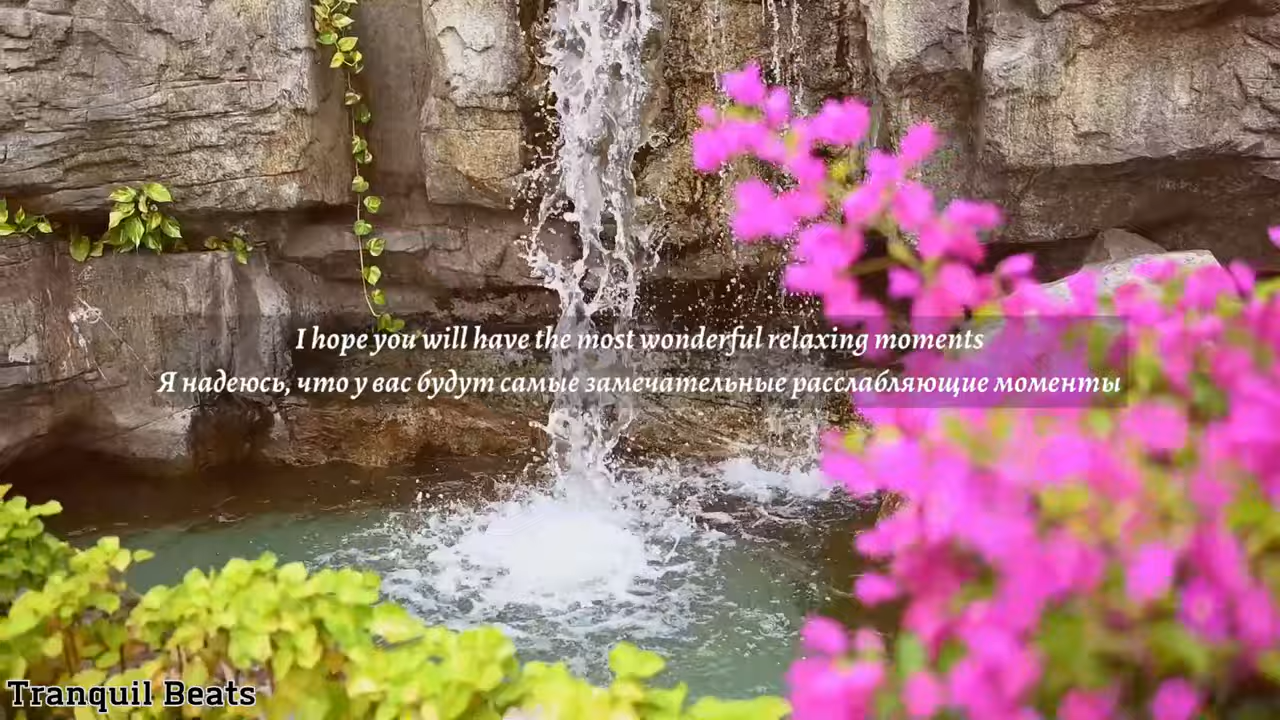 I hope you will have the most wonderful relaxing moments
Я надеюсь, что у вас будут самые замечательные расслабляющие моменты
Tranquil Beats